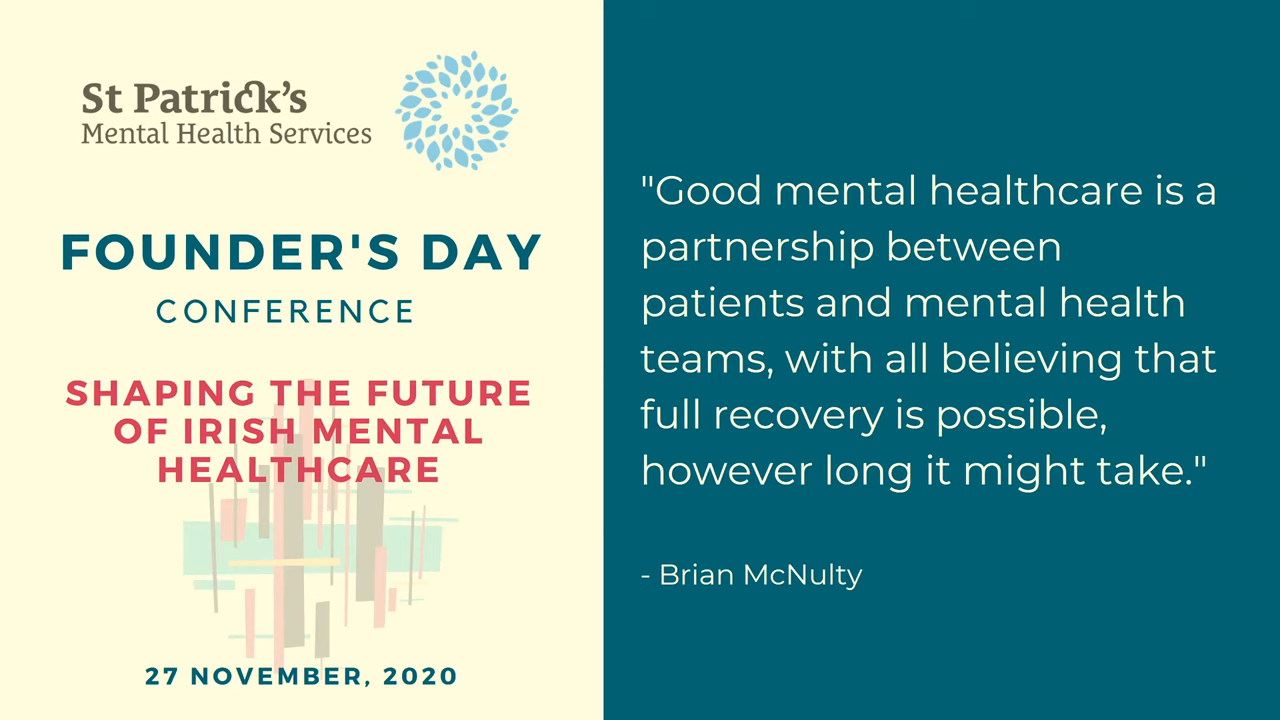 St Patrick's
Mental Health Services
FOUNDER'S DAY
CONFERENCE
SHAPING THE FUTURE
OF IRISH MENTAL
HEALTHCARE
27 NOVEMBER, 2020
"Good mental healthcare is a
partnership between
patients and mental health
teams, with all believing that
full recovery is possible,
however long it might take."
- Brian McNulty